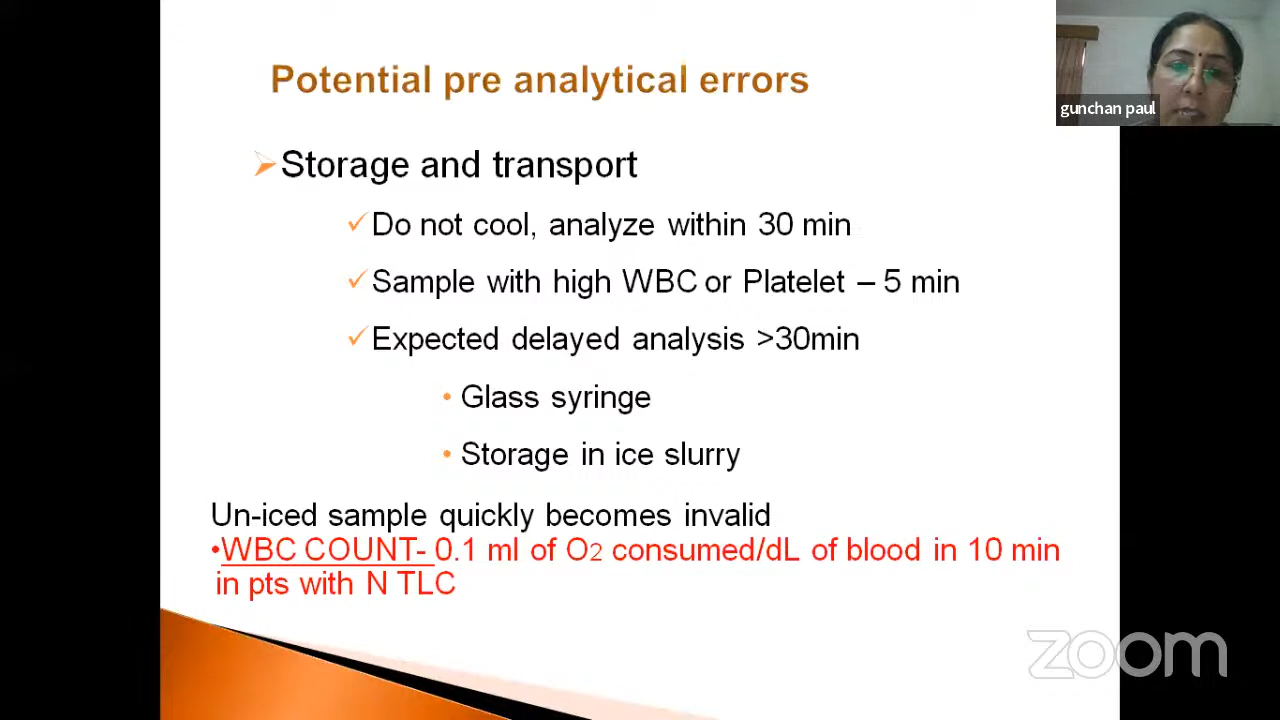 Potential pre analytical errors
gunchan paul
Storage and transport
Do not cool, analyze within 30 min
Sample with high WBC or Platelet – 5 min
Expected delayed analysis >30min
• Glass syringe
• Storage in ice slurry
Un-iced sample quickly becomes invalid
•WBC COUNT- 0.1 ml of O2 consumed/dL of blood in 10 min
in pts with N TLC
zoom